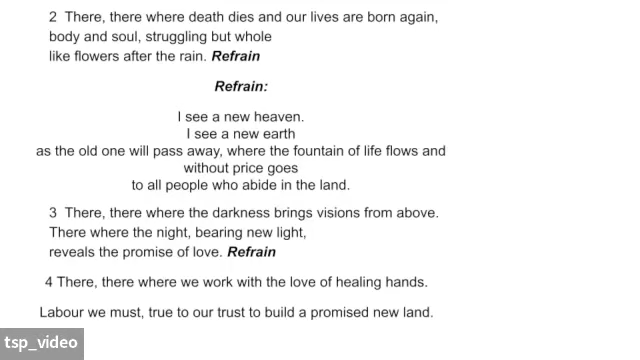 2  There, there where death dies and our lives are born again,
body and soul, struggling but whole
like flowers after the rain. Refrain
Refrain:
I see a new heaven.
I see a new earth
as the old one will pass away, where the fountain of life flows and
without price goes
to all people who abide in the land.
3  There, there where the darkness brings visions from above.
There where the night, bearing new light,
reveals the promise of love. Refrain
4 There, there where we work with the love of healing hands.
Labour we must, true to our trust to build a promised new land.
tsp_video